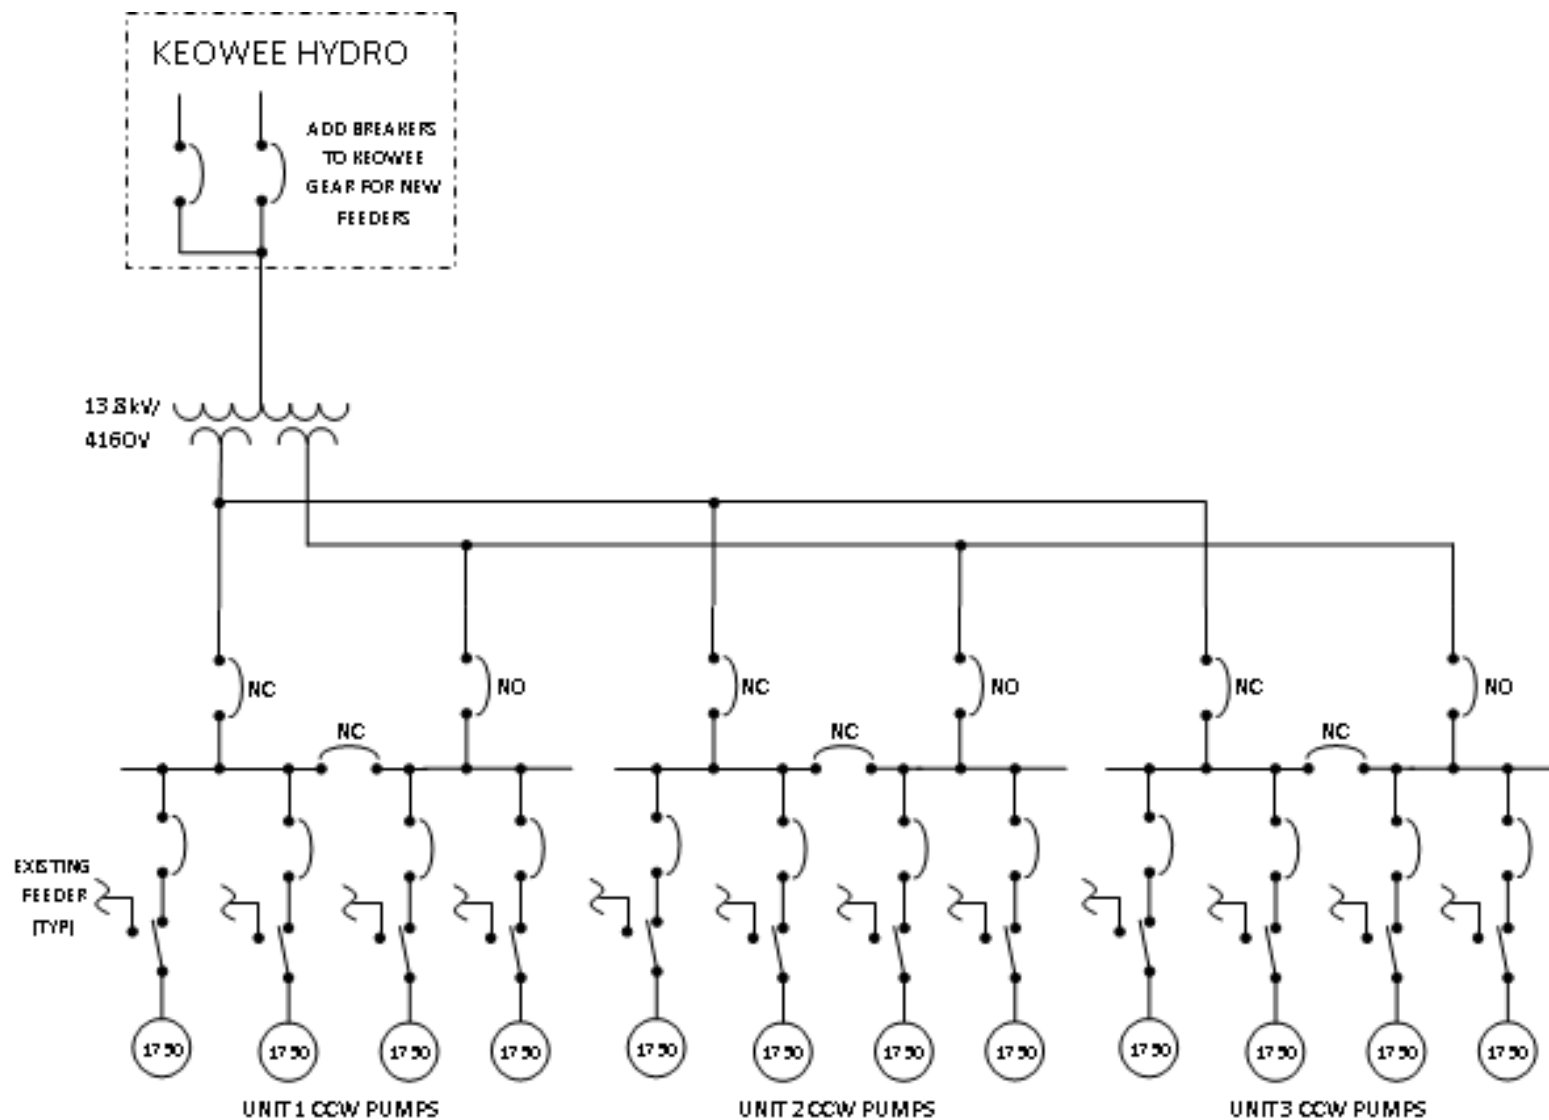 KEOWEE HYDRO
ADD BREAKERS
TO KEOWEE
GEAR FOR NEW
FEEDERS
13.8kV/
4160V
NC
NO
NC
NO
NC
NO
NC
NC
NC
EXISTING
FEEDER
(TYP)
1750
1750
1750
1750
1750
1750
1750
1750
1750
1750
1750
1750
UNIT 1 CCW PUMPS
UNIT 2 CCW PUMPS
UNIT 3 CCW PUMPS